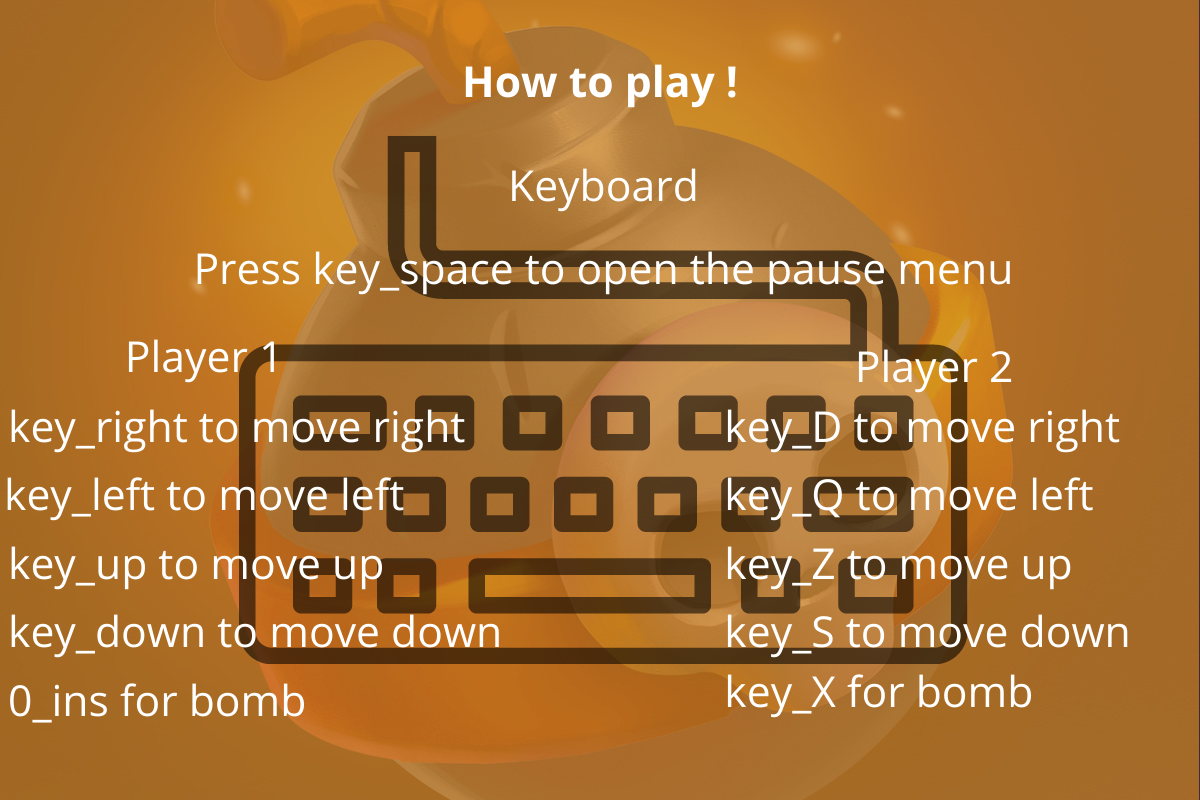 How to play !
Keyboard
Press key_space to open the pause menu
Player 1
key_right to move right
key_left to move left
key_up to move up
key_down to move down
0_ins for bomb
Player 2
key_D to move right
key_Q to move left
key_Z to move up
key_S to move down
key_X for bomb